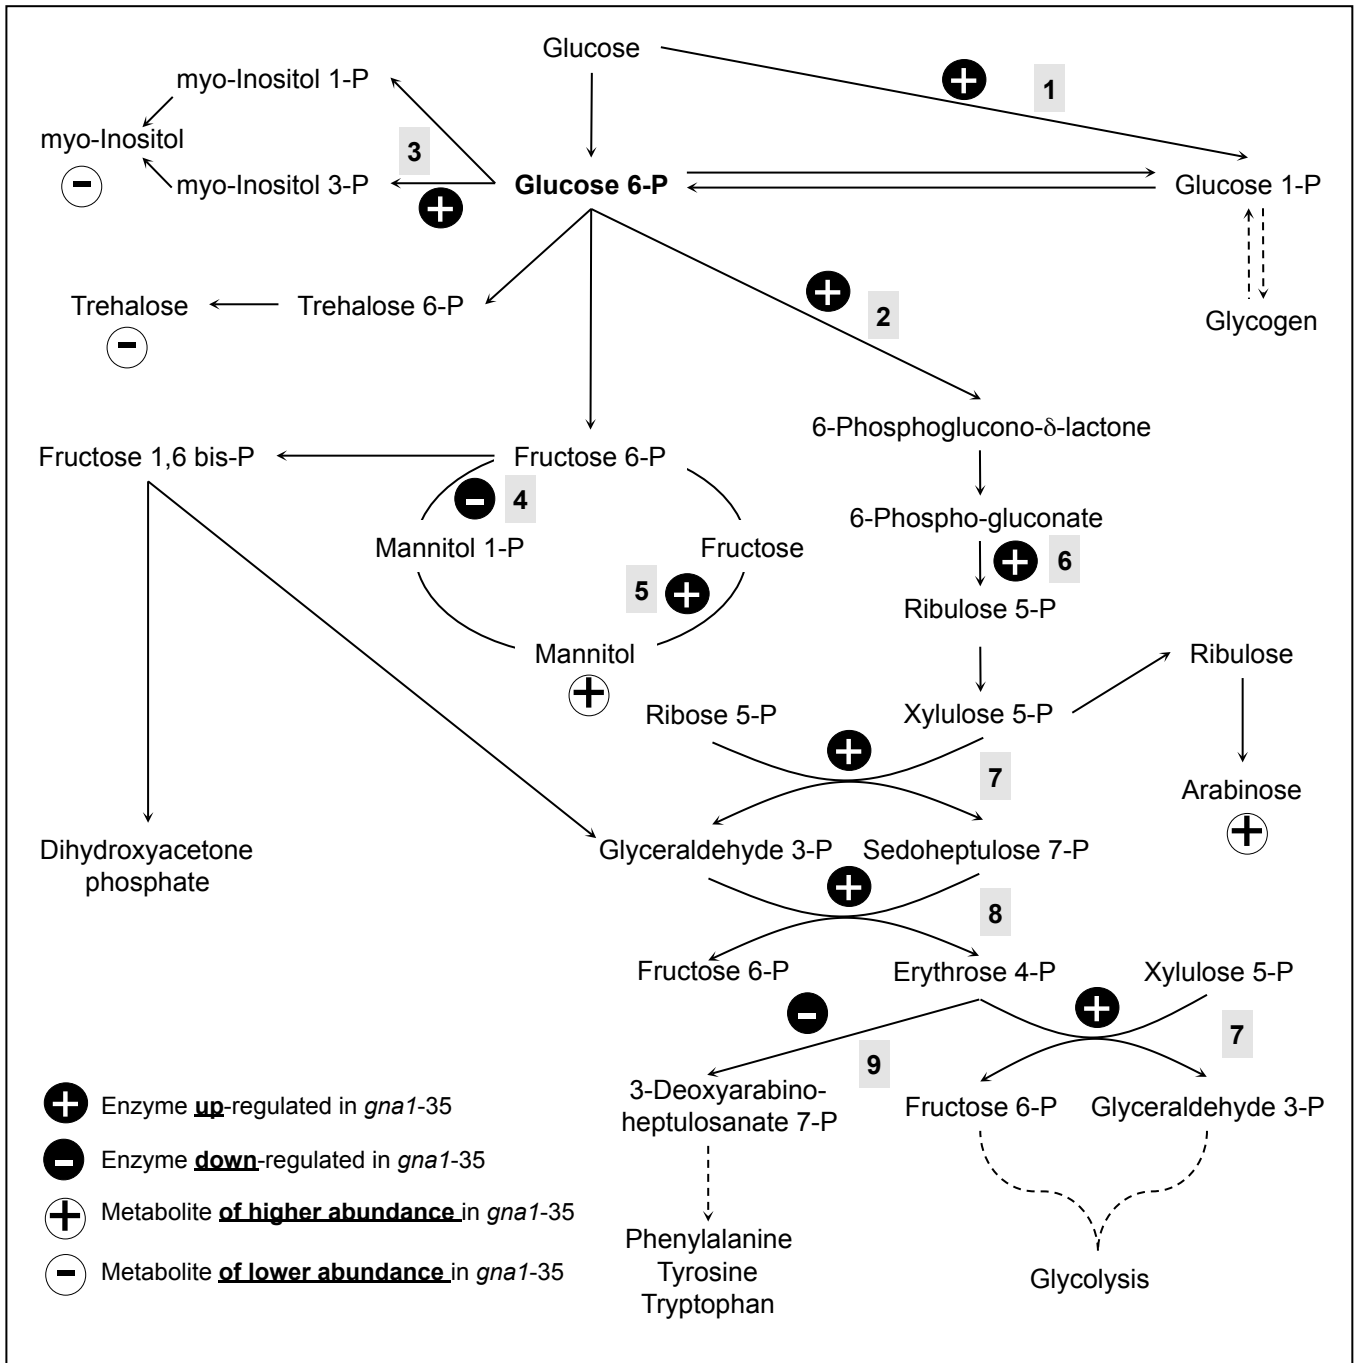 Glucose
myo-Inositol 1-P
+
1
myo-Inositol
3
-
myo-Inositol 3-P
Glucose 6-P
Glucose 1-P
+
+
2
Trehalose
Trehalose 6-P
Glycogen
-
6-Phosphoglucono-δ-lactone
Fructose 1,6 bis-P
Fructose 6-P
-
4
6-Phospho-gluconate
Mannitol 1-P
Fructose
+
6
5
+
Ribulose 5-P
Mannitol
Ribulose
+
Ribose 5-P
Xylulose 5-P
+
7
Arabinose
+
Dihydroxyacetone
phosphate
Glyceraldehyde 3-P
Sedoheptulose 7-P
+
8
Fructose 6-P
Erythrose 4-P
Xylulose 5-P
-
+
9
7
3-Deoxyarabino-
heptulosanate 7-P
Fructose 6-P
Glyceraldehyde 3-P
Phenylalanine
Tyrosine
Tryptophan
Glycolysis
+ Enzyme up-regulated in gna1-35
- Enzyme down-regulated in gna1-35
+ Metabolite of higher abundance in gna1-35
- Metabolite of lower abundance in gna1-35